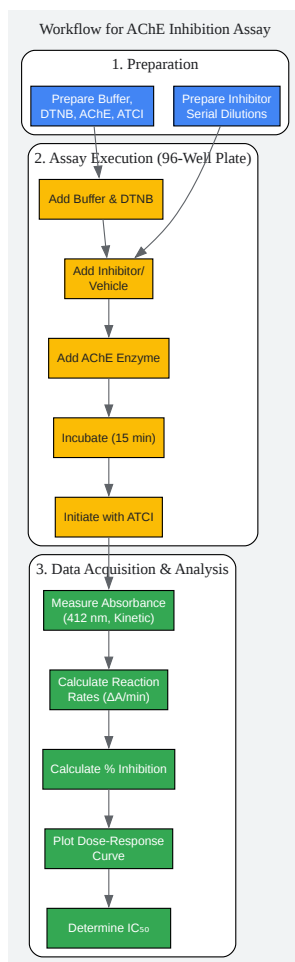 Workflow for AChE Inhibition Assay
1. Preparation
Prepare Buffer,
DTNB, AChE, ATCI
Prepare Inhibitor
Serial Dilutions
2. Assay Execution (96-Well Plate)
Add Buffer & DTNB
Add Inhibitor/
Vehicle
Add AChE Enzyme
Incubate (15 min)
Initiate with ATCI
3. Data Acquisition & Analysis
Measure Absorbance
(412 nm, Kinetic)
Calculate Reaction
Rates (ΔA/min)
Calculate % Inhibition
Plot Dose-Response
Curve
Determine IC₅₀